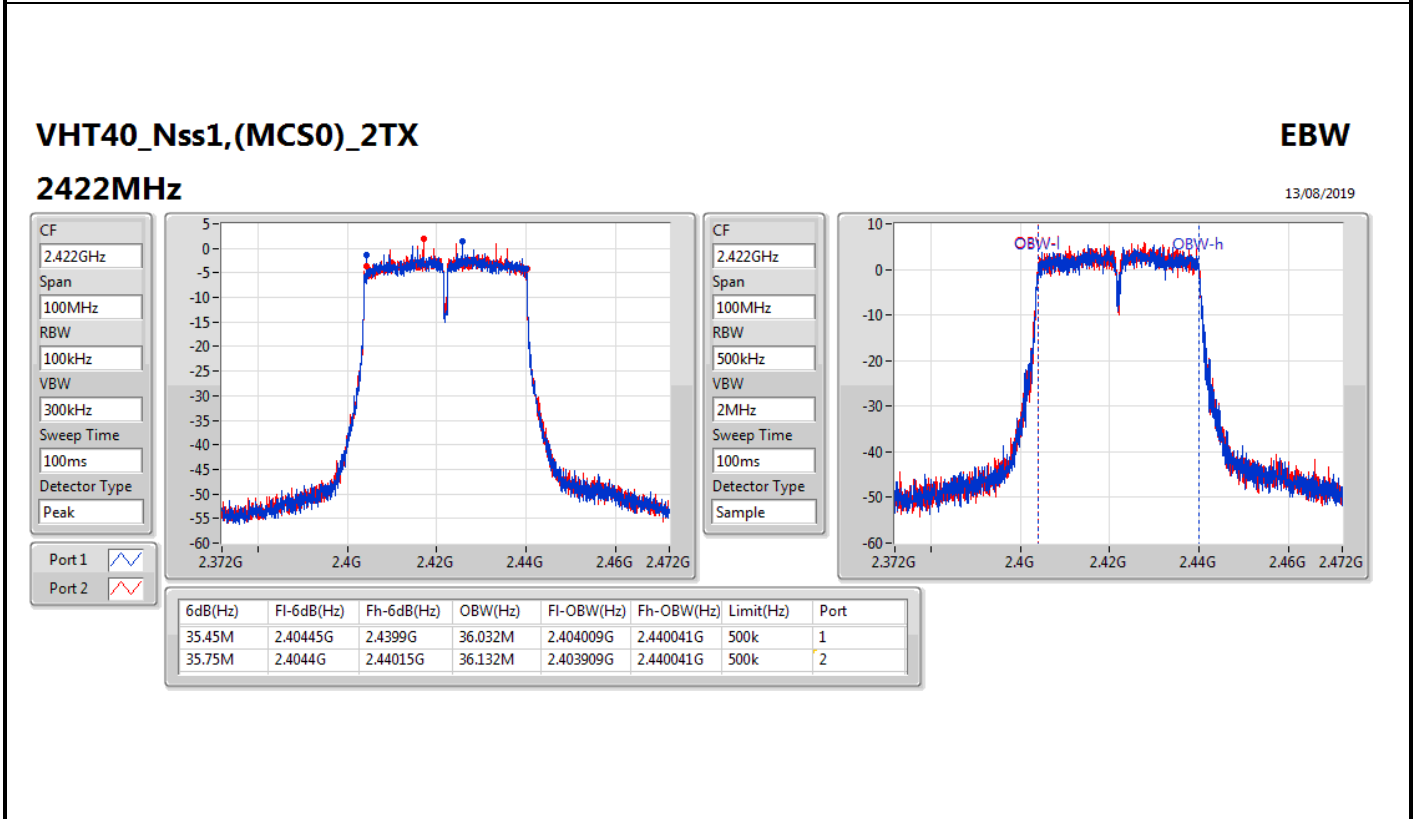 VHT40_Nss1,(MCS0)_2TX
EBW
2422MHz
13/08/2019
CF
2.422GHz
Span
100MHz
RBW
100kHz
VBW
300kHz
Sweep Time
100ms
Detector Type
Peak
Port 1
Port 2
5
0
-5
-10
-15
-20
-25
-30
-35
-40
-45
-50
-55
-60
2.372G 2.4G 2.42G 2.44G 2.46G 2.472G
CF
2.422GHz
Span
100MHz
RBW
500kHz
VBW
2MHz
Sweep Time
100ms
Detector Type
Sample
10
0
-10
-20
-30
-40
-50
-60
OBW-l OBW-h
2.372G 2.4G 2.42G 2.44G 2.46G 2.472G
6dB(Hz) Fl-6dB(Hz) Fh-6dB(Hz) OBW(Hz) Fl-OBW(Hz) Fh-OBW(Hz) Limit(Hz) Port
35.45M 2.40445G 2.4399G 36.032M 2.404009G 2.440041G 500k 1
35.75M 2.4044G 2.44015G 36.132M 2.403909G 2.440041G 500k 2